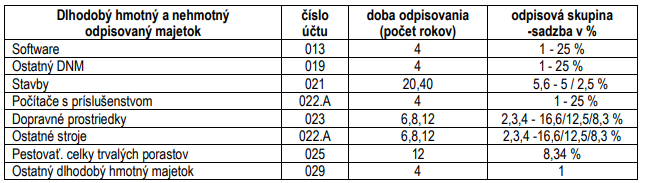 Dlhodobý hmotný a nehmotný odpisovaný majetok | číslo účtu | doba odpisovania (počet rokov) | odpisová skupina -sadzba v %
Software | 013 | 4 | 1 - 25 %
Ostatný DNM | 019 | 4 | 1 - 25 %
Stavby | 021 | 20,40 | 5,6 - 5 / 2,5 %
Počítače s príslušenstvom | 022.A | 4 | 1 - 25 %
Dopravné prostriedky | 023 | 6,8,12 | 2,3,4 - 16,6/12,5/8,3 %
Ostatné stroje | 022.A | 6,8,12 | 2,3,4 -16,6/12,5/8,3 %
Pestovať. celky trvalých porastov | 025 | 12 | 8,34 %
Ostatný dlhodobý hmotný majetok | 029 | 4 | 1